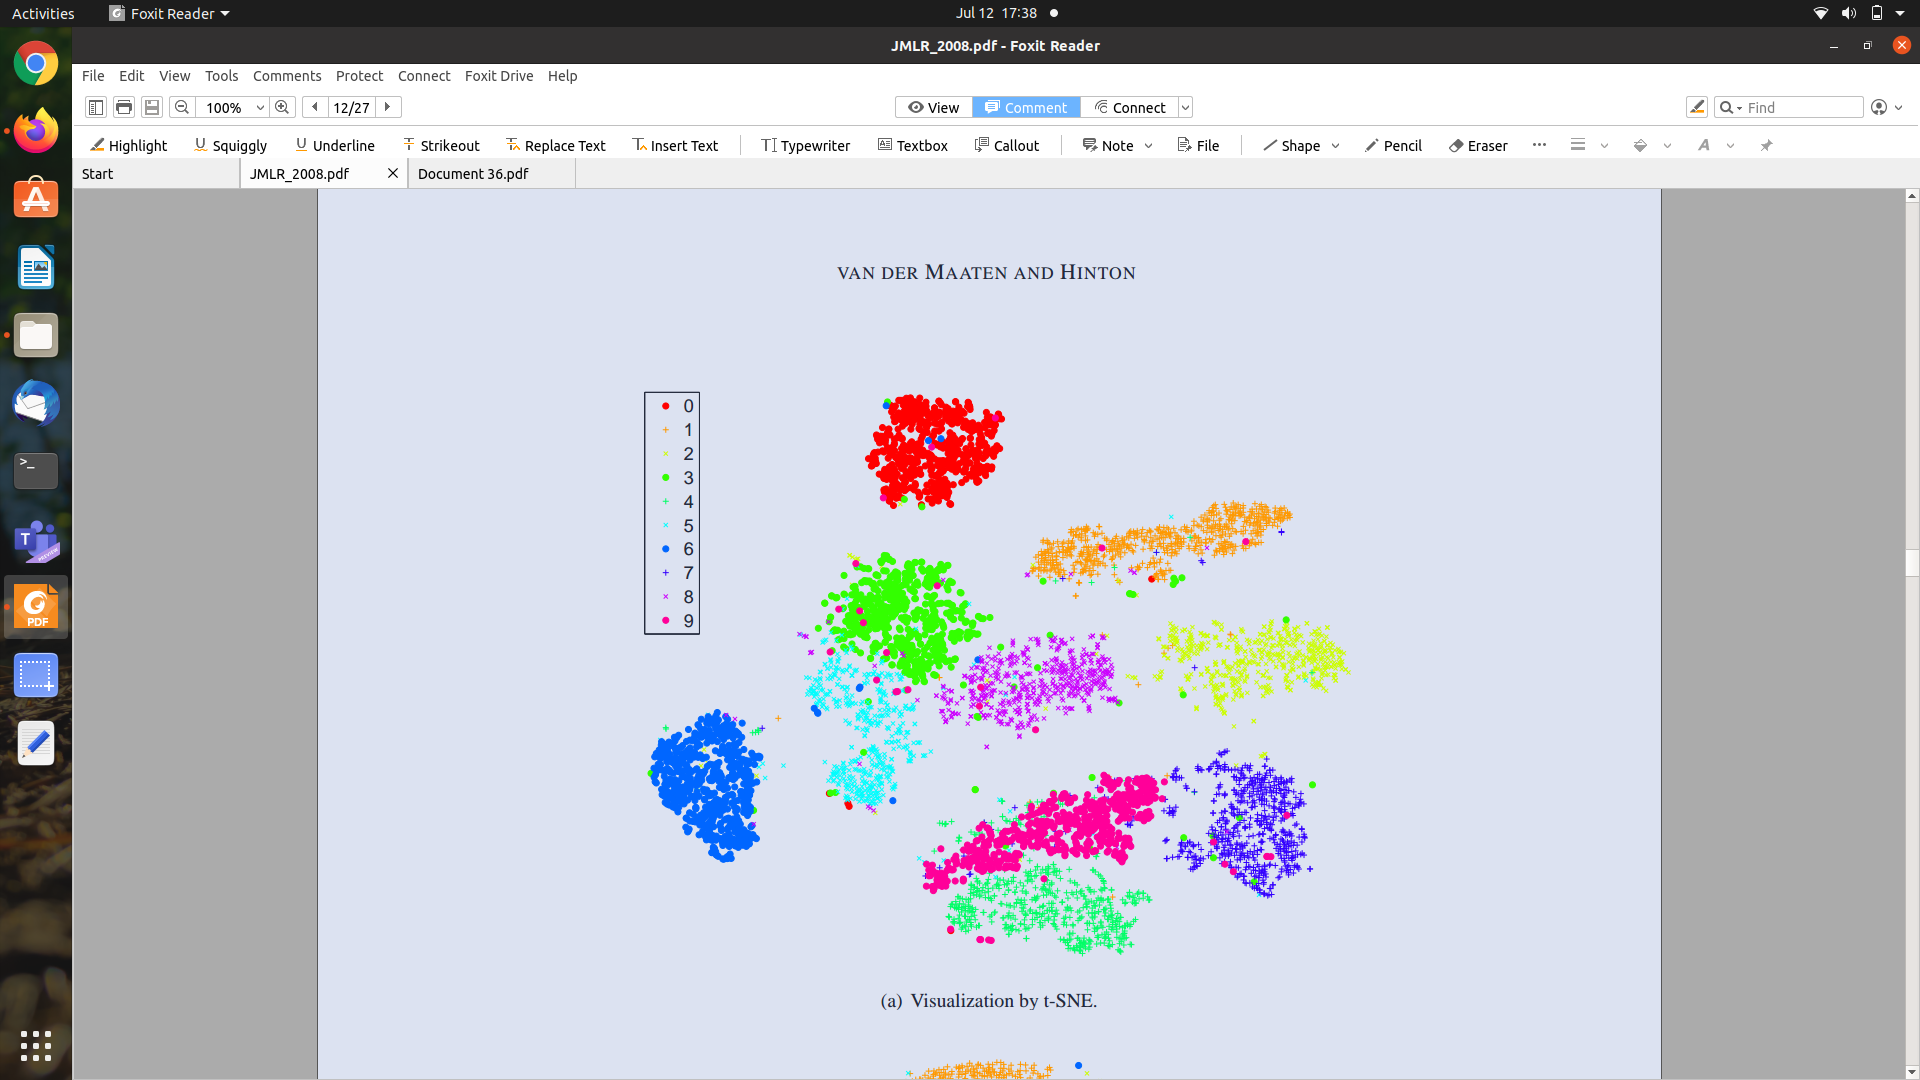 Activities Foxit Reader Jul 12 17:38
JMLR_2008.pdf - Foxit Reader
File Edit View Tools Comments Protect Connect Foxit Drive Help
100% 12/27 View Comment Connect Find
Highlight Squiggly Underline Strikeout Replace Text Insert Text Typewriter Textbox Callout Note File Shape Pencil Eraser
Start JMLR_2008.pdf Document 36.pdf
VAN DER MAATEN AND HINTON
0
1
2
3
4
5
6
7
8
9
(a) Visualization by t-SNE.
PDF